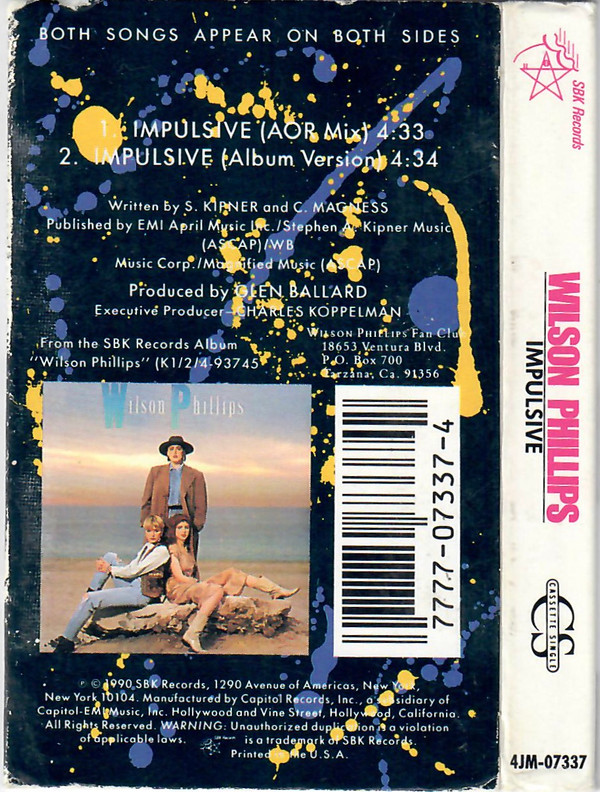 BOTH SONGS APPEAR ON BOTH SIDES
1. IMPULSIVE (AOR Mix) 4:33
2. IMPULSIVE (Album Version) 4:34
Written by S. KIPNER and C. MAGNESS
Published by EMI April Music Inc./Stephen A. Kipner Music
(ASCAP)/WB
Music Corp./Magnified Music (ASCAP)
Produced by GLEN BALLARD
Executive Producer—CHARLES KOPPELMAN
From the SBK Records Album
"Wilson Phillips" (K1/2/4-93745
Wilson Phillips Fan Clu
18653 Ventura Blvd.
P.O. Box 700
Tarzana, Ca. 91356
Wilson Phillips
7777-07337-4
℗ © 1990 SBK Records, 1290 Avenue of Americas, New York,
New York 10104. Manufactured by Capitol Records, Inc., a subsidiary of
Capitol-EMI Music, Inc. Hollywood and Vine Street, Hollywood, California.
All Rights Reserved. WARNING: Unauthorized duplication is a violation
of applicable laws. SBK Records is a trademark of SBK Records.
Printed in the U.S.A.
SBK Records
WILSON PHILLIPS
IMPULSIVE
CS
CASSETTE SINGLE
4JM-07337